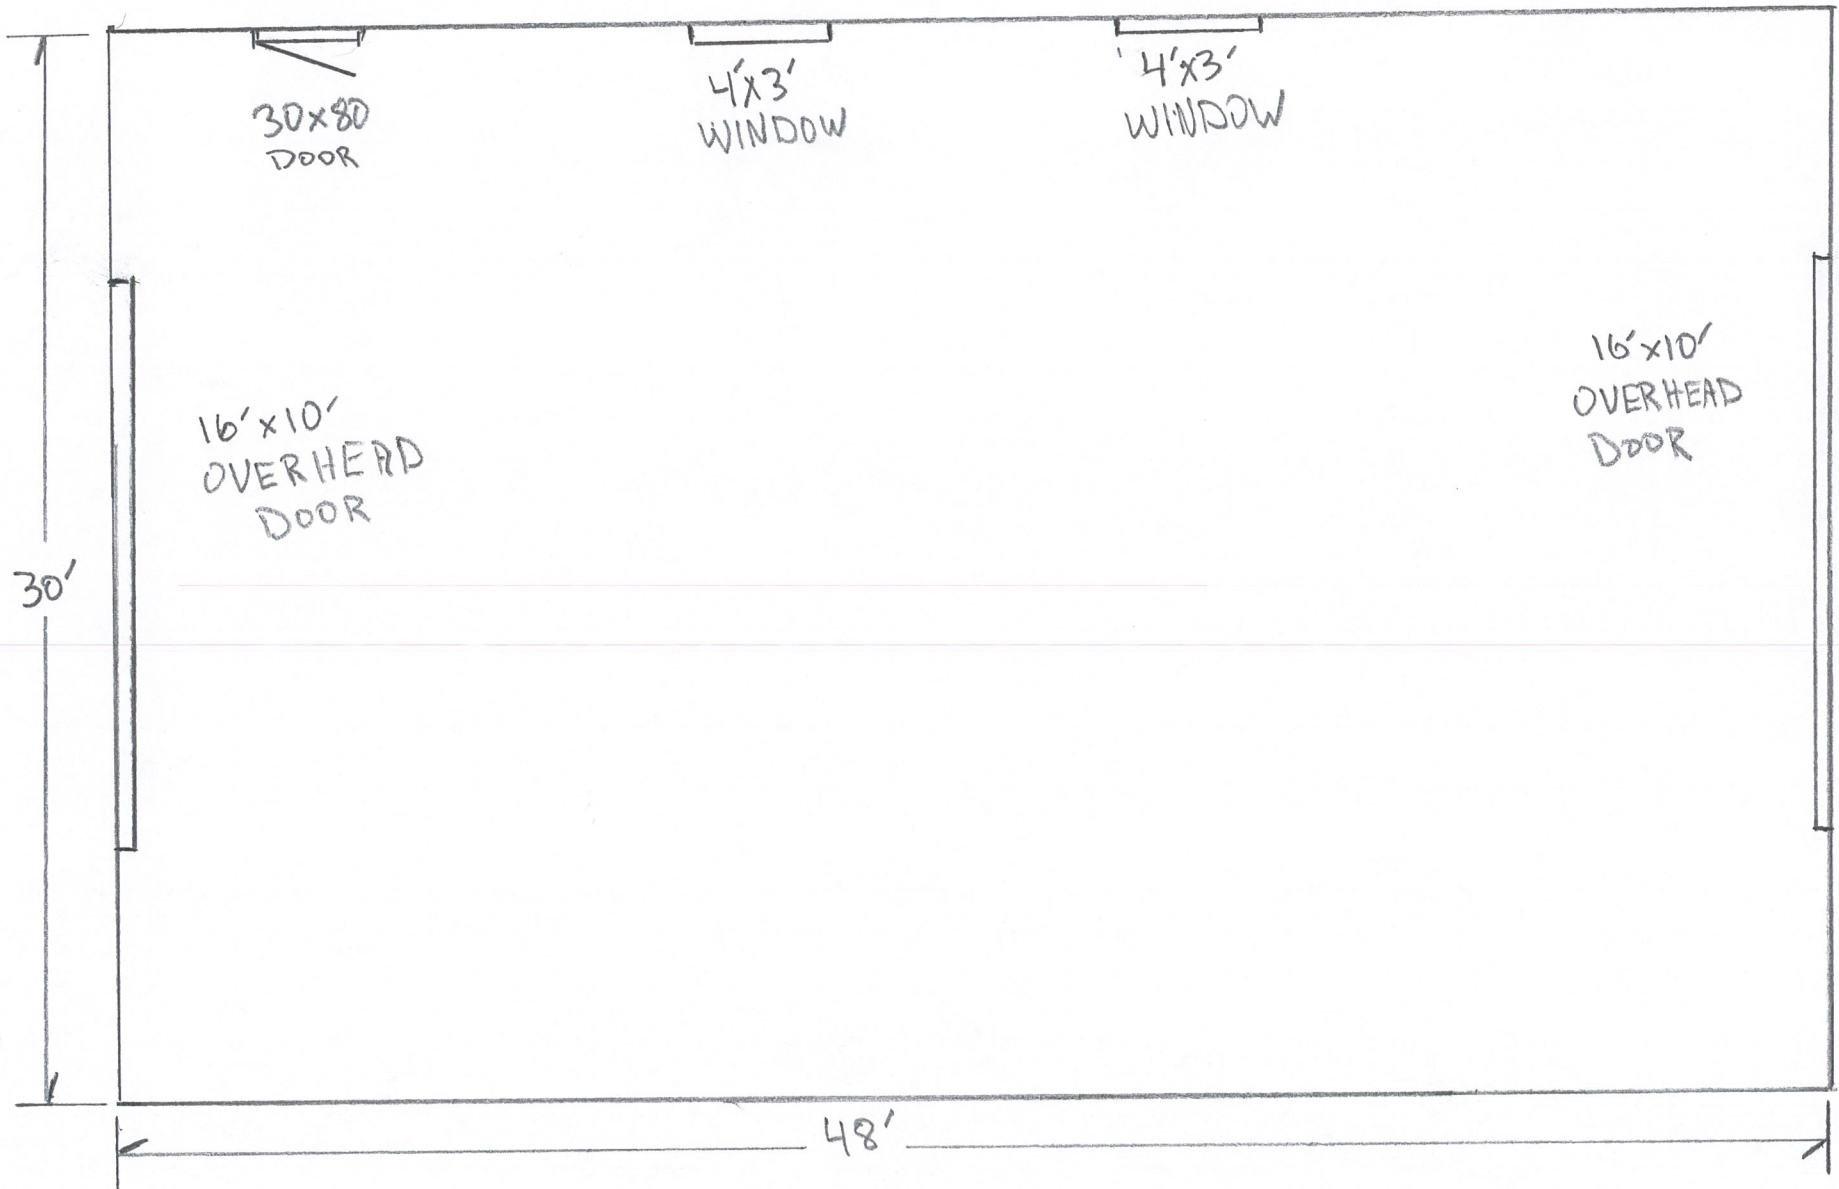 30x80
DOOR
4'x3'
WINDOW
4'x3'
WINDOW
16'x10'
OVERHEAD
DOOR
16'x10'
OVERHEAD
DOOR
30'
48'